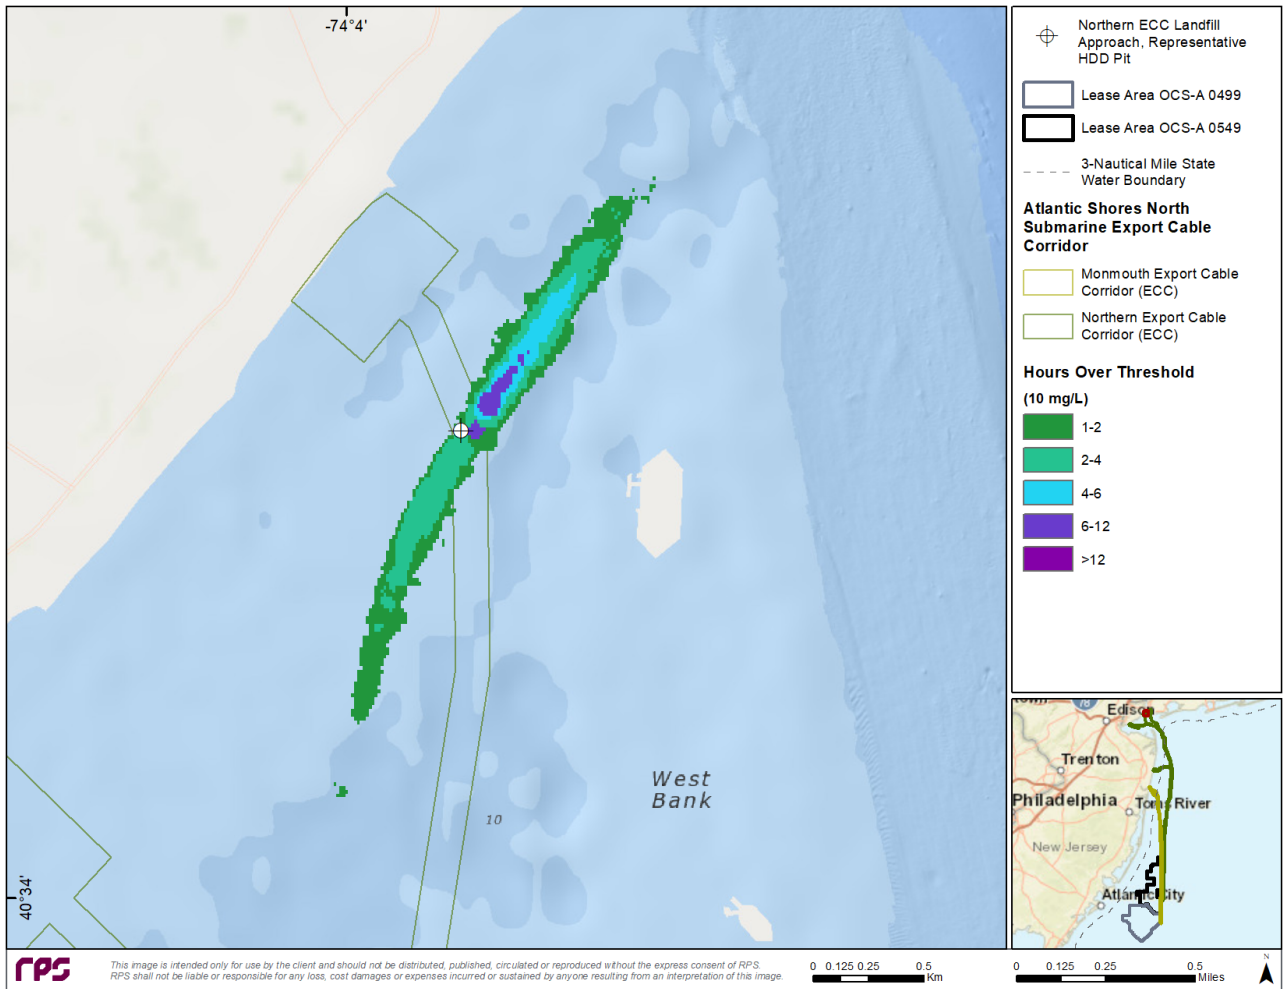 -74°4'
40°34'
West
Bank
10
Northern ECC Landfill
Approach, Representative
HDD Pit
Lease Area OCS-A 0499
Lease Area OCS-A 0549
3-Nautical Mile State
Water Boundary
Atlantic Shores North
Submarine Export Cable
Corridor
Monmouth Export Cable
Corridor (ECC)
Northern Export Cable
Corridor (ECC)
Hours Over Threshold
(10 mg/L)
1-2
2-4
4-6
6-12
>12
78
Edison
Trenton
Philadelphia
Toms River
New Jersey
Atlantic City
rps
This image is intended only for use by the client and should not be distributed, published, circulated or reproduced without the express consent of RPS.
RPS shall not be liable or responsible for any loss, cost damages or expenses incurred or sustained by anyone resulting from an interpretation of this image.
0 0.125 0.25 0.5
Km
0 0.125 0.25 0.5
Miles
N